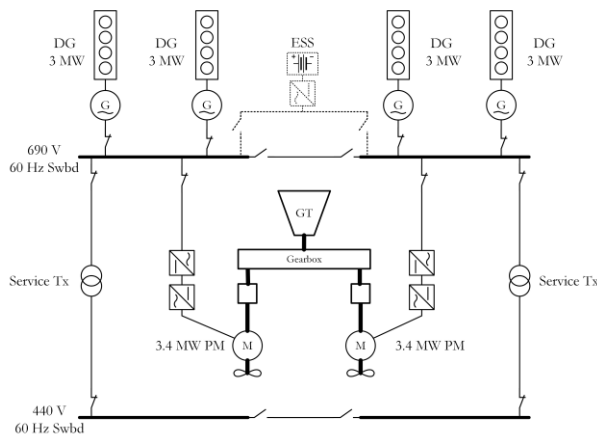 DG
3 MW
DG
3 MW
ESS
DG
3 MW
DG
3 MW
G
G
G
G
+
-
690 V
60 Hz Swbd
GT
Gearbox
Service Tx
Service Tx
3.4 MW PM
M
M
3.4 MW PM
440 V
60 Hz Swbd